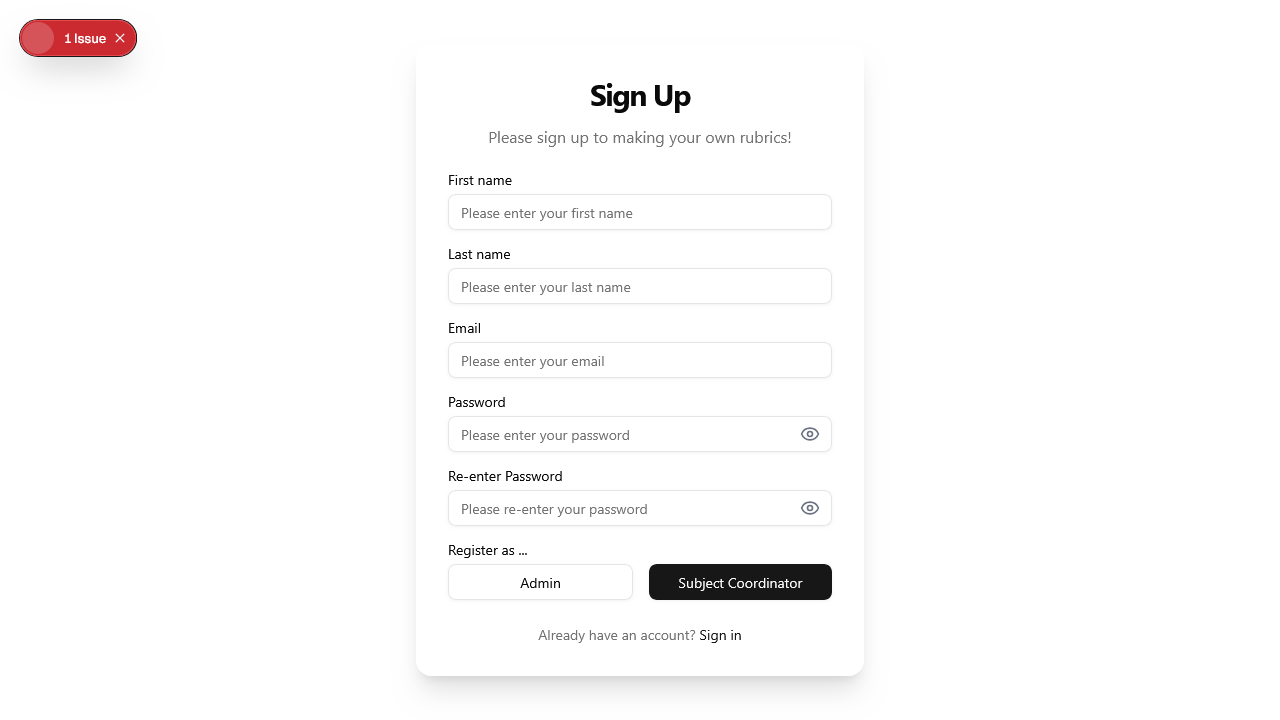 1 Issue
Sign Up
Please sign up to making your own rubrics!
First name
Please enter your first name
Last name
Please enter your last name
Email
Please enter your email
Password
Please enter your password
Re-enter Password
Please re-enter your password
Register as ...
Admin
Subject Coordinator
Already have an account? Sign in